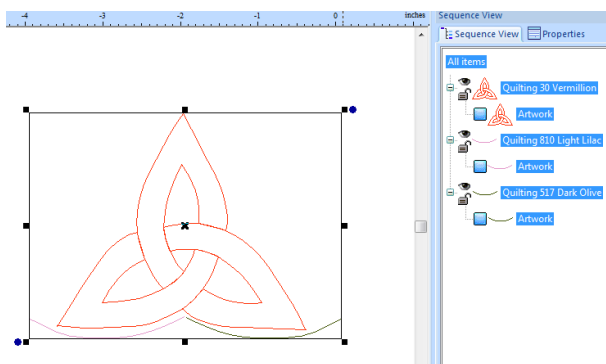 -4 -3 -2 -1 0 inches
Sequence View
Sequence View Properties
All items
Quilting 30 Vermillion
Artwork
Quilting 810 Light Lilac
Artwork
Quilting 517 Dark Olive
Artwork